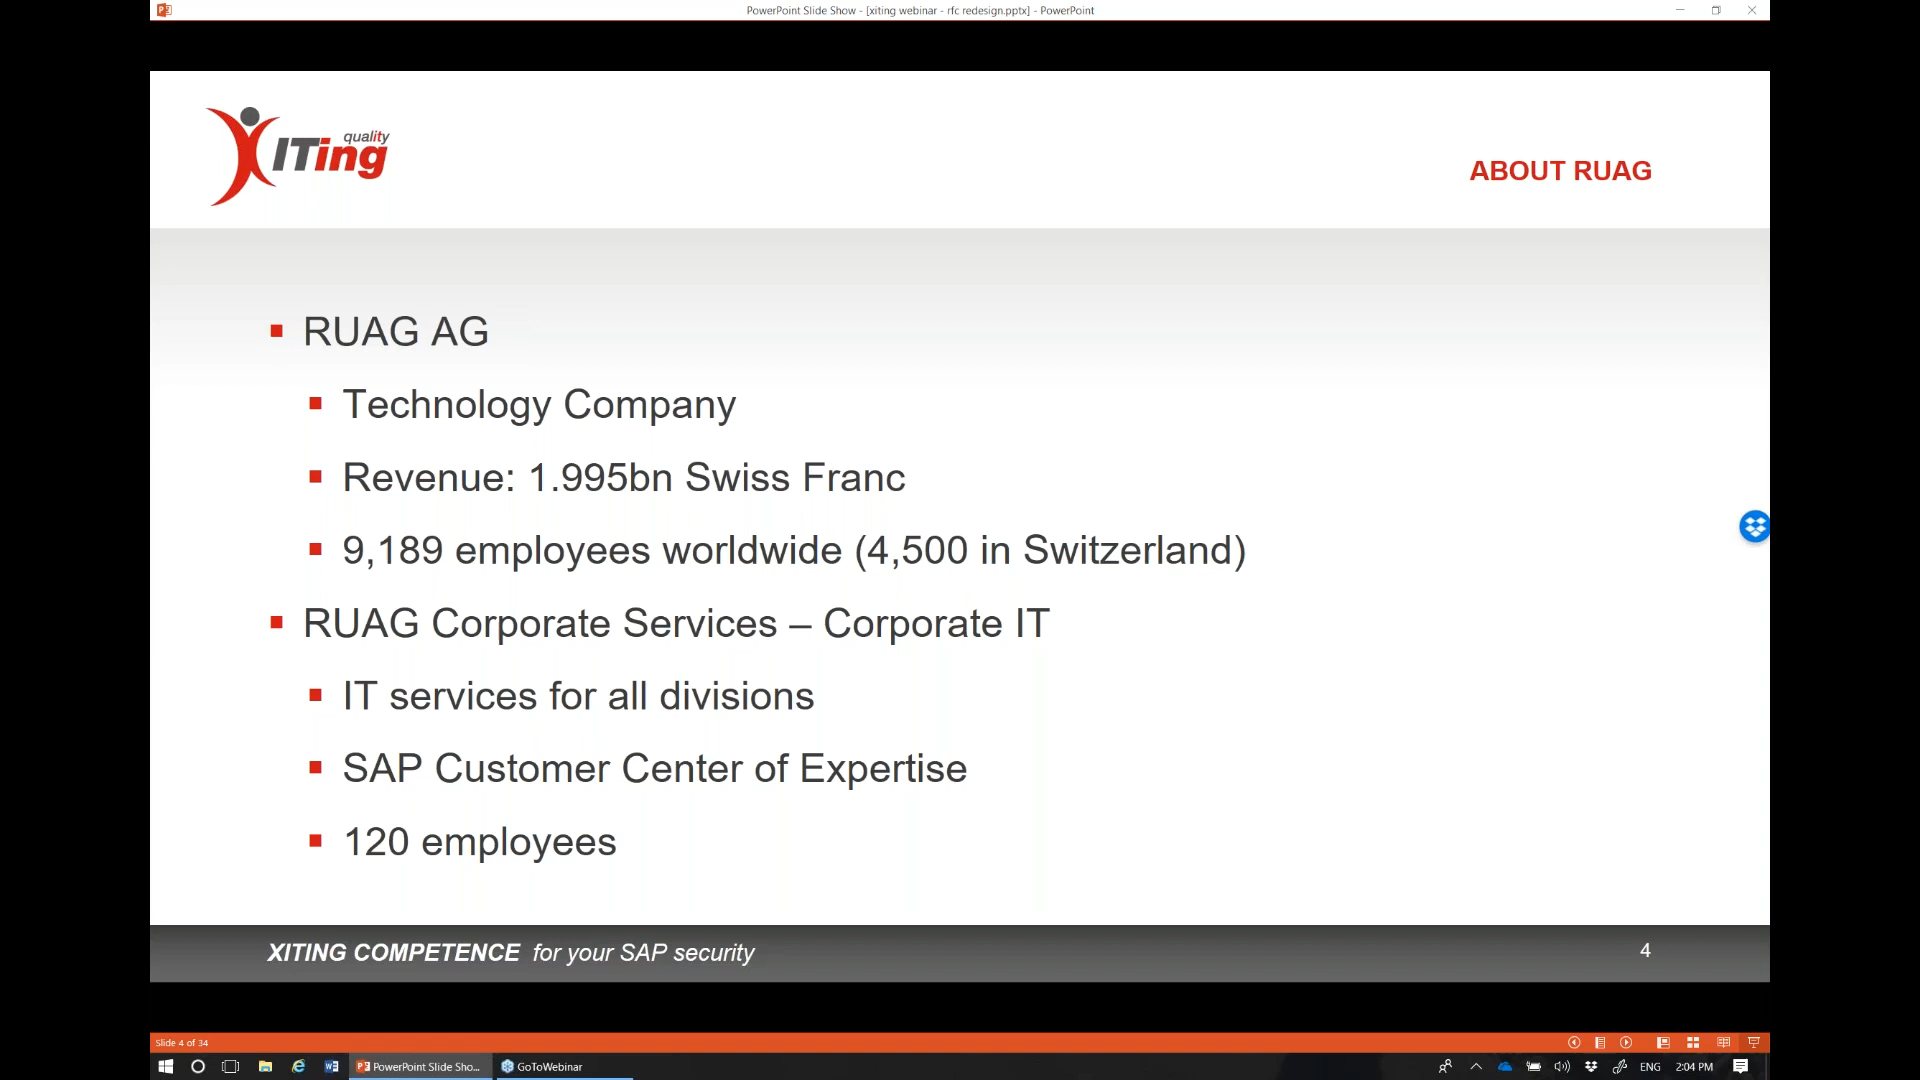 PowerPoint Slide Show - [xiting webinar - rfc redesign.pptx] - PowerPoint
quality
XITing
ABOUT RUAG
RUAG AG
Technology Company
Revenue: 1.995bn Swiss Franc
9,189 employees worldwide (4,500 in Switzerland)
RUAG Corporate Services – Corporate IT
IT services for all divisions
SAP Customer Center of Expertise
120 employees
XITING COMPETENCE for your SAP security
4
Slide 4 of 34
PowerPoint Slide Sho...
GoToWebinar
ENG
2:04 PM